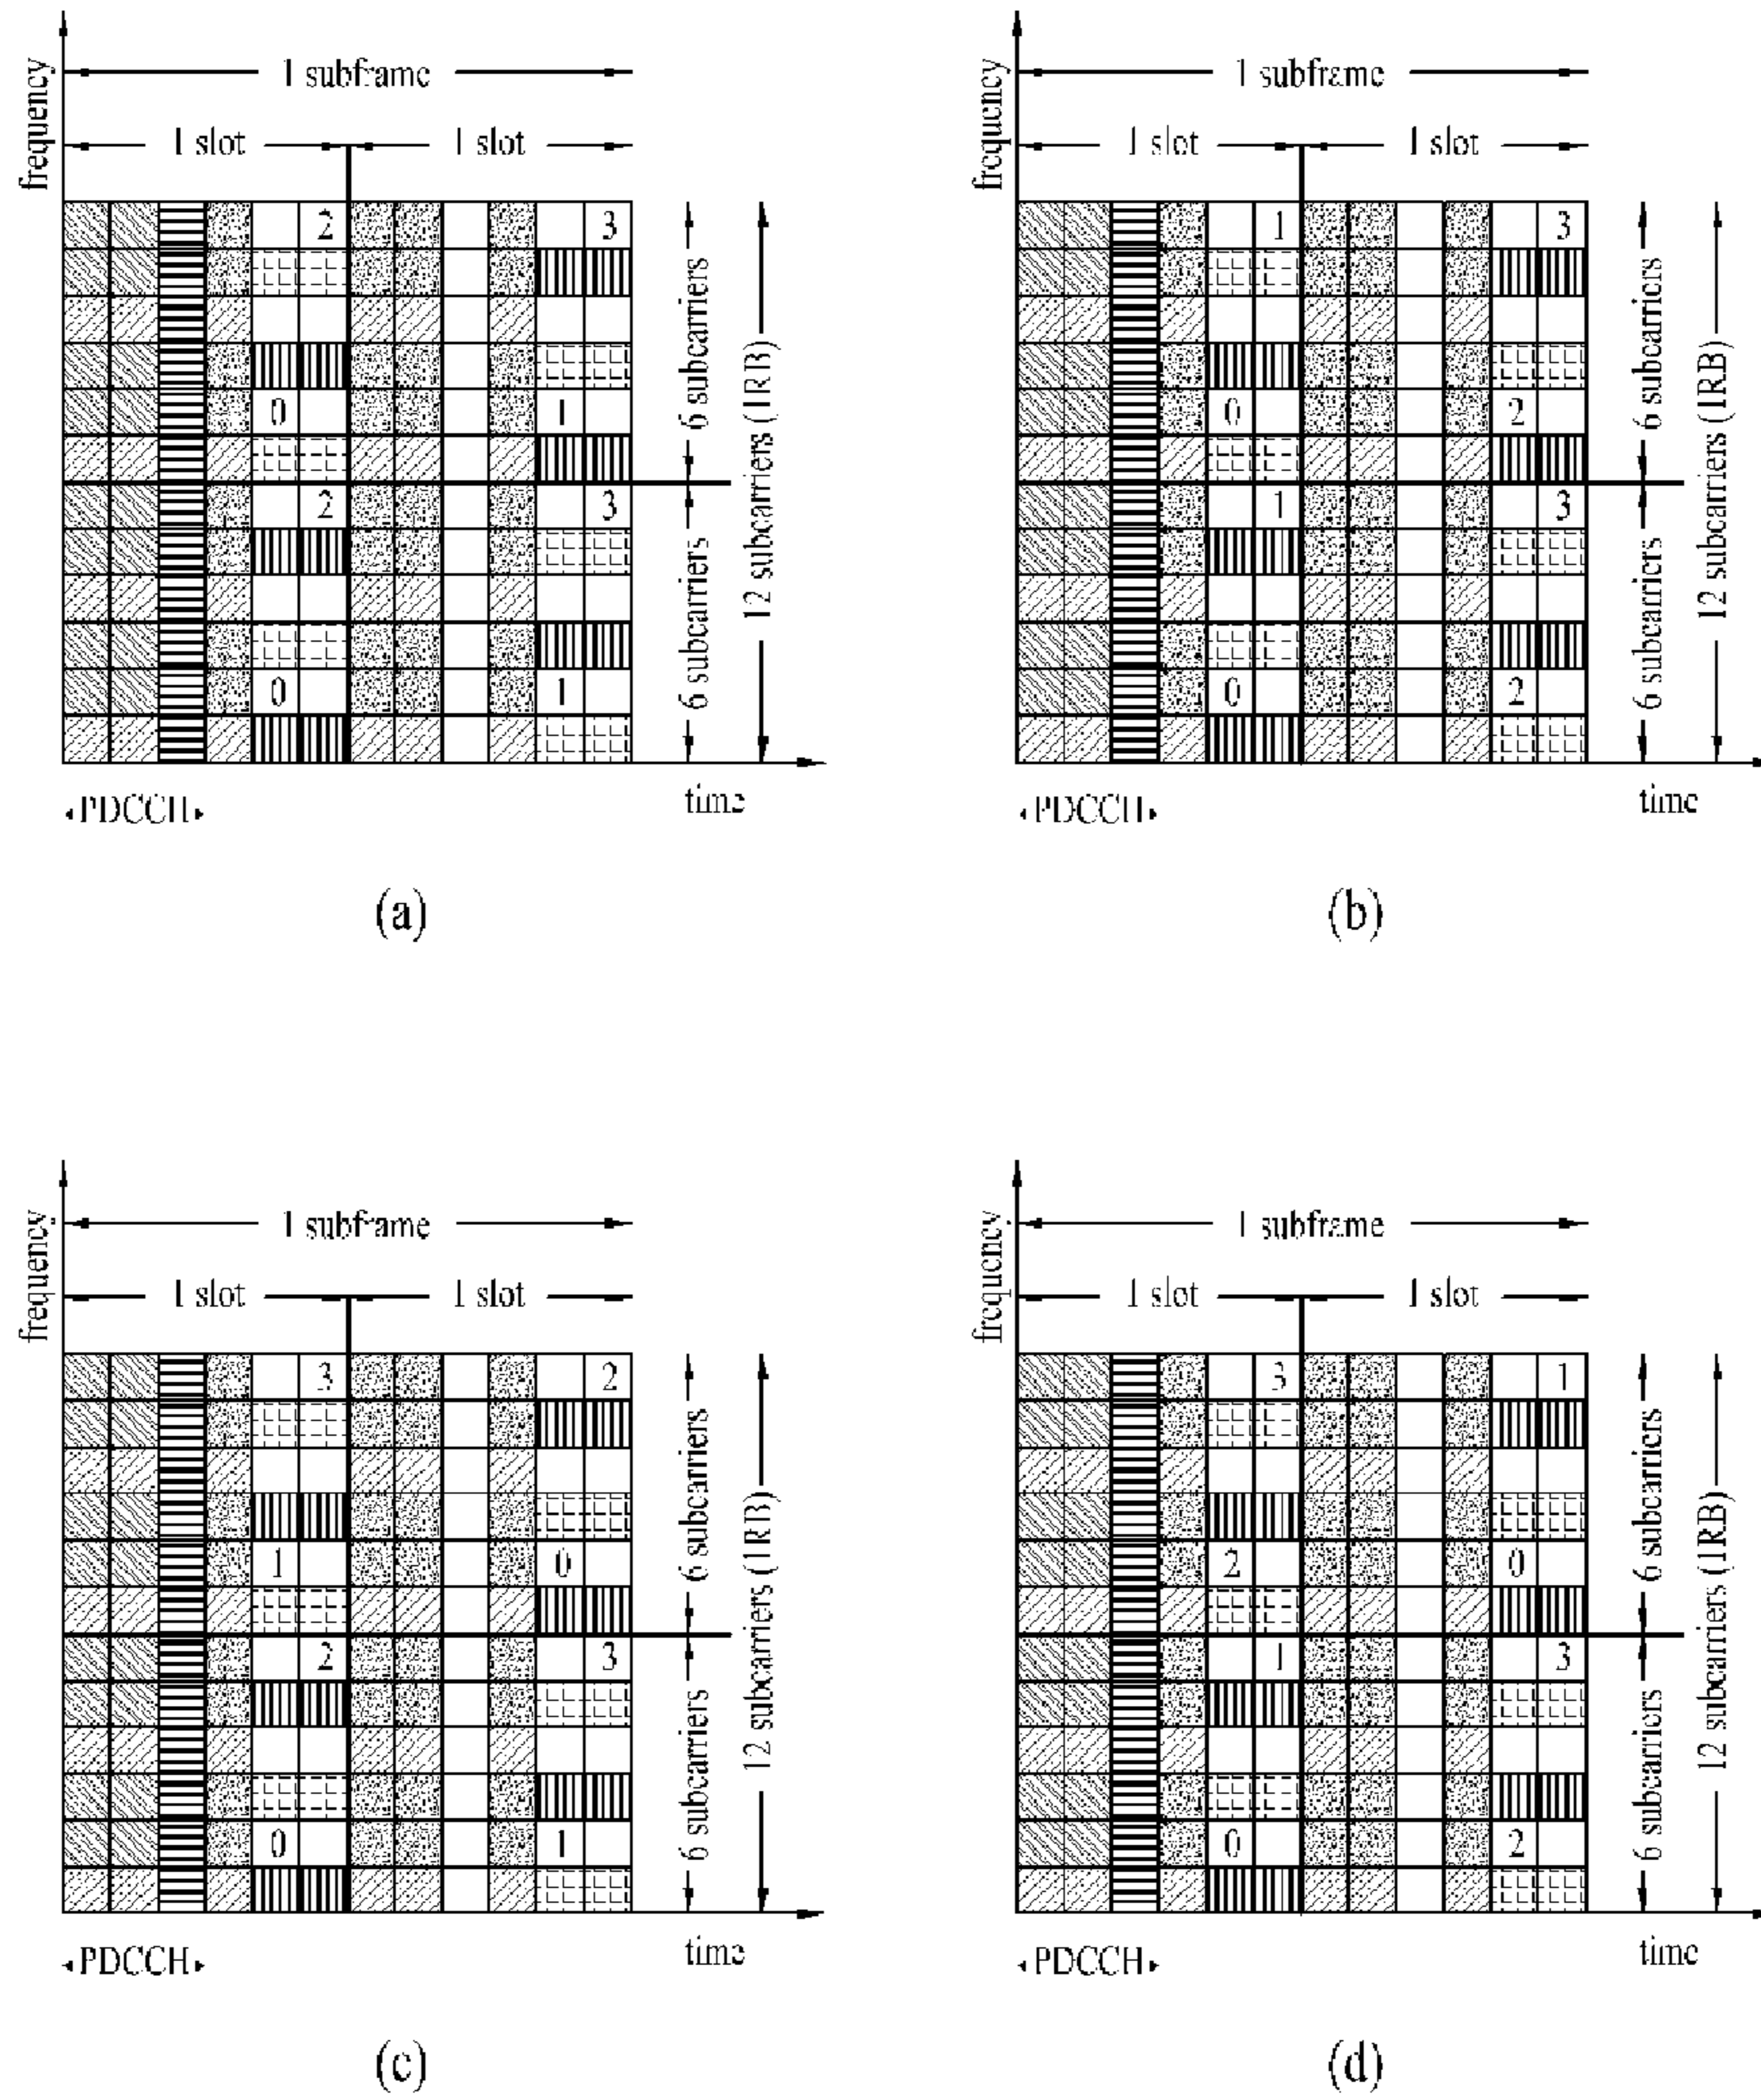 1 subframe
1 slot 1 slot
frequency
2 3
0 1
2 3
0 1
6 subcarriers
6 subcarriers
12 subcarriers (1RB)
time
PDCCH
(a)
1 subframe
1 slot 1 slot
frequency
1 3
0 2
1 3
0 2
6 subcarriers
6 subcarriers
12 subcarriers (1RB)
time
PDCCH
(b)
1 subframe
1 slot 1 slot
frequency
3 2
1 0
2 3
0 1
6 subcarriers
6 subcarriers
12 subcarriers (1RB)
time
PDCCH
(c)
1 subframe
1 slot 1 slot
frequency
3 1
2 0
1 3
0 2
6 subcarriers
6 subcarriers
12 subcarriers (1RB)
time
PDCCH
(d)